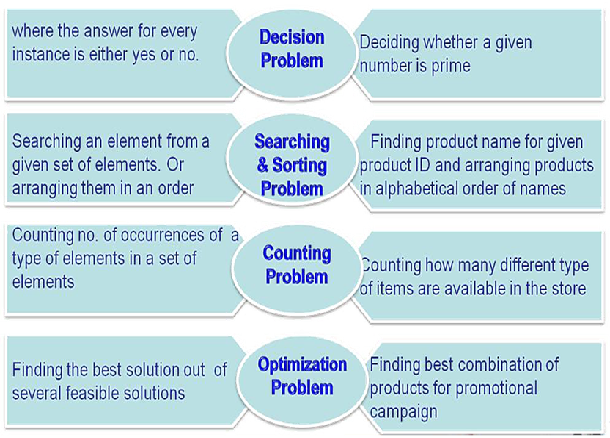 where the answer for every
instance is either yes or no.
Decision
Problem
Deciding whether a given
number is prime
Searching an element from a
given set of elements. Or
arranging them in an order
Searching
& Sorting
Problem
Finding product name for given
product ID and arranging products
in alphabetical order of names
Counting no. of occurrences of a
type of elements in a set of
elements
Counting
Problem
Counting how many different type
of items are available in the store
Finding the best solution out of
several feasible solutions
Optimization
Problem
Finding best combination of
products for promotional
campaign